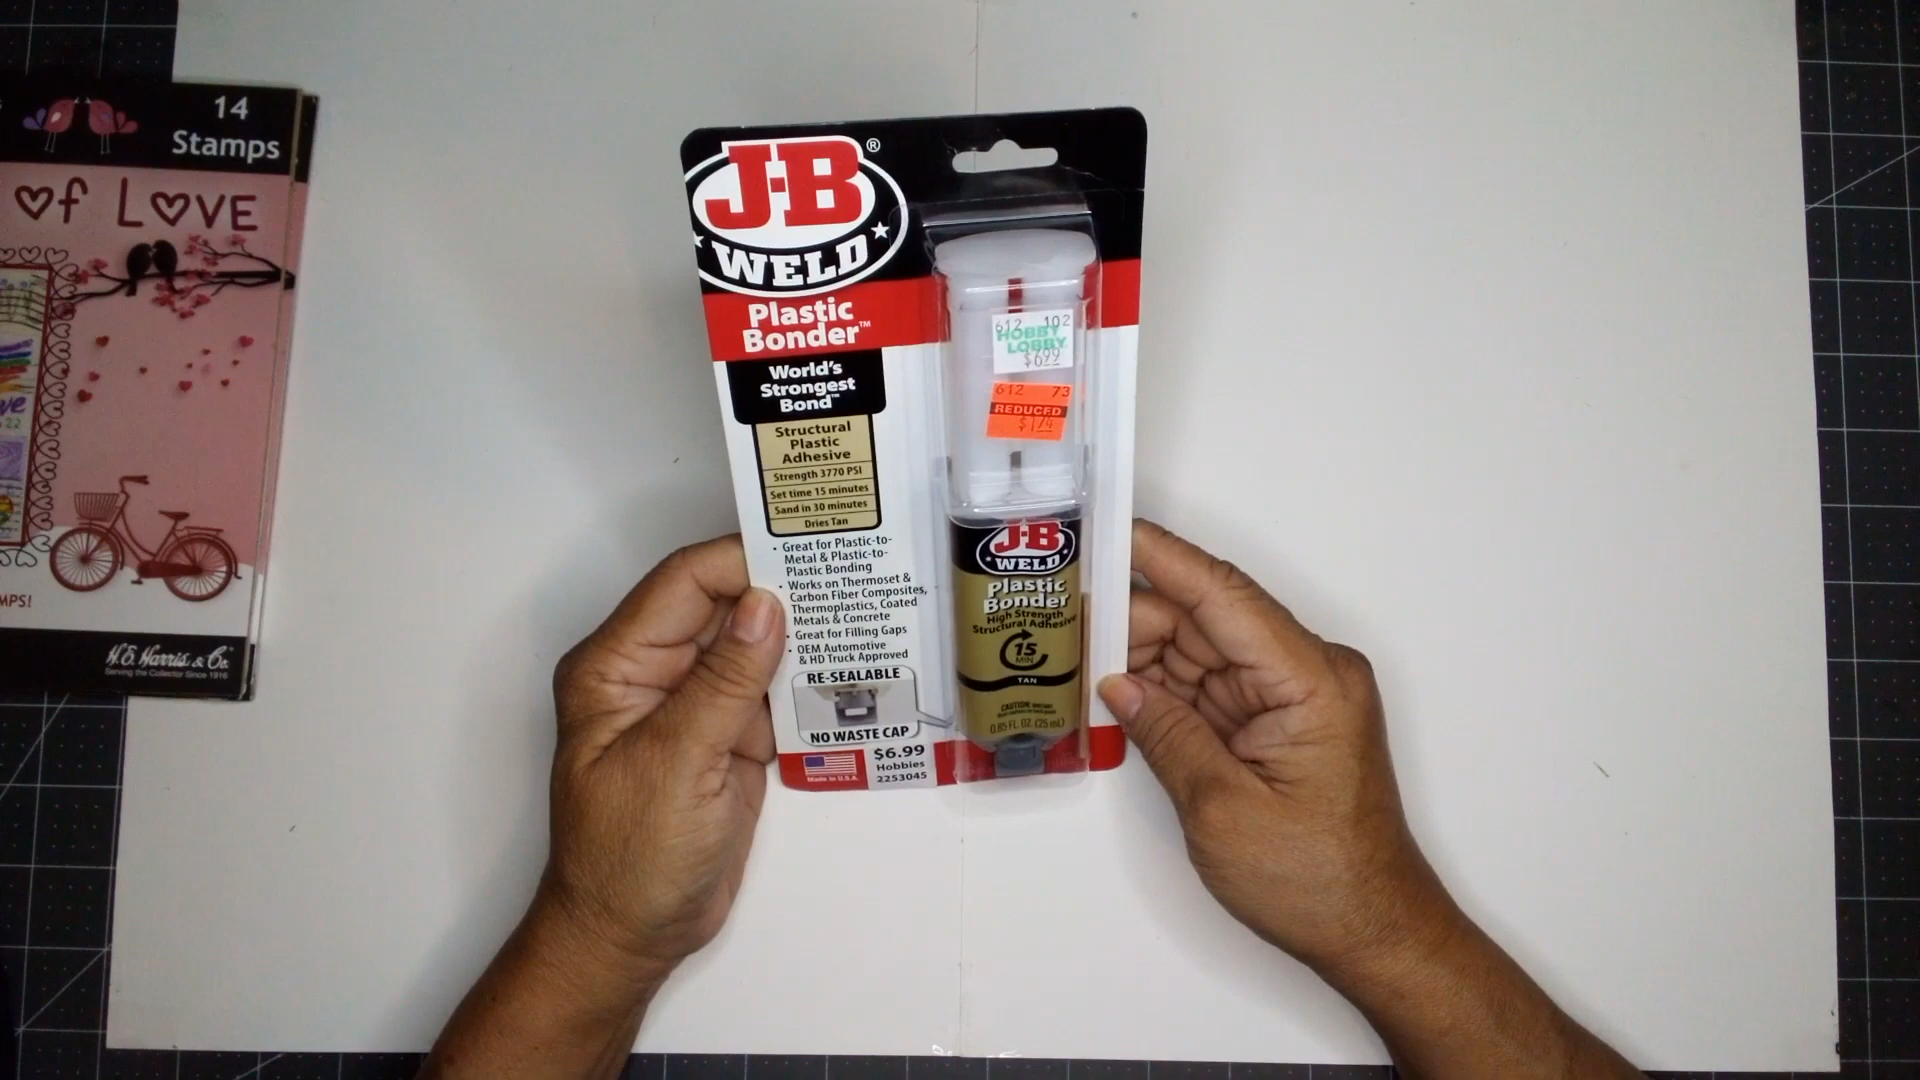 14
Stamps
of LOVE
22
MPS!
H.E. Harris & Co.
Serving the Collector Since 1916
J-B®
WELD
Plastic
Bonder™
World's
Strongest
Bond™
Structural
Plastic
Adhesive
Strength 3770 PSI
Set time 15 minutes
Sand in 30 minutes
Dries Tan
• Great for Plastic-to-
Metal & Plastic-to-
Plastic Bonding
• Works on Thermoset &
Carbon Fiber Composites,
Thermoplastics, Coated
Metals & Concrete
• Great for Filling Gaps
• OEM Automotive
& HD Truck Approved
RE-SEALABLE
NO WASTE CAP
Made in U.S.A.
$6.99
Hobbies
2253045
612 102
HOBBY
LOBBY
$6.99
612 73
REDUCED
$1.74
J-B
WELD
Plastic
Bonder
High Strength
Structural Adhesive
15
MIN
TAN
CAUTION:
0.85 FL. OZ. (25 mL)